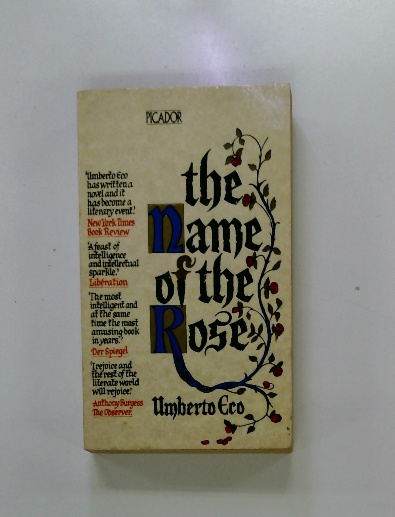 PICADOR
the
Name
of the
Rose
Umberto Eco
'Umberto Eco
has written a
novel and it
has become a
literary event.'
New York Times
Book Review
'A feast of
intelligence
and intellectual
sparkle.'
Libération
'The most
intelligent and
at the same
time the most
amusing book
in years.'
Der Spiegel
'I rejoice and
the rest of the
literate world
will rejoice.'
Anthony Burgess
The Observer